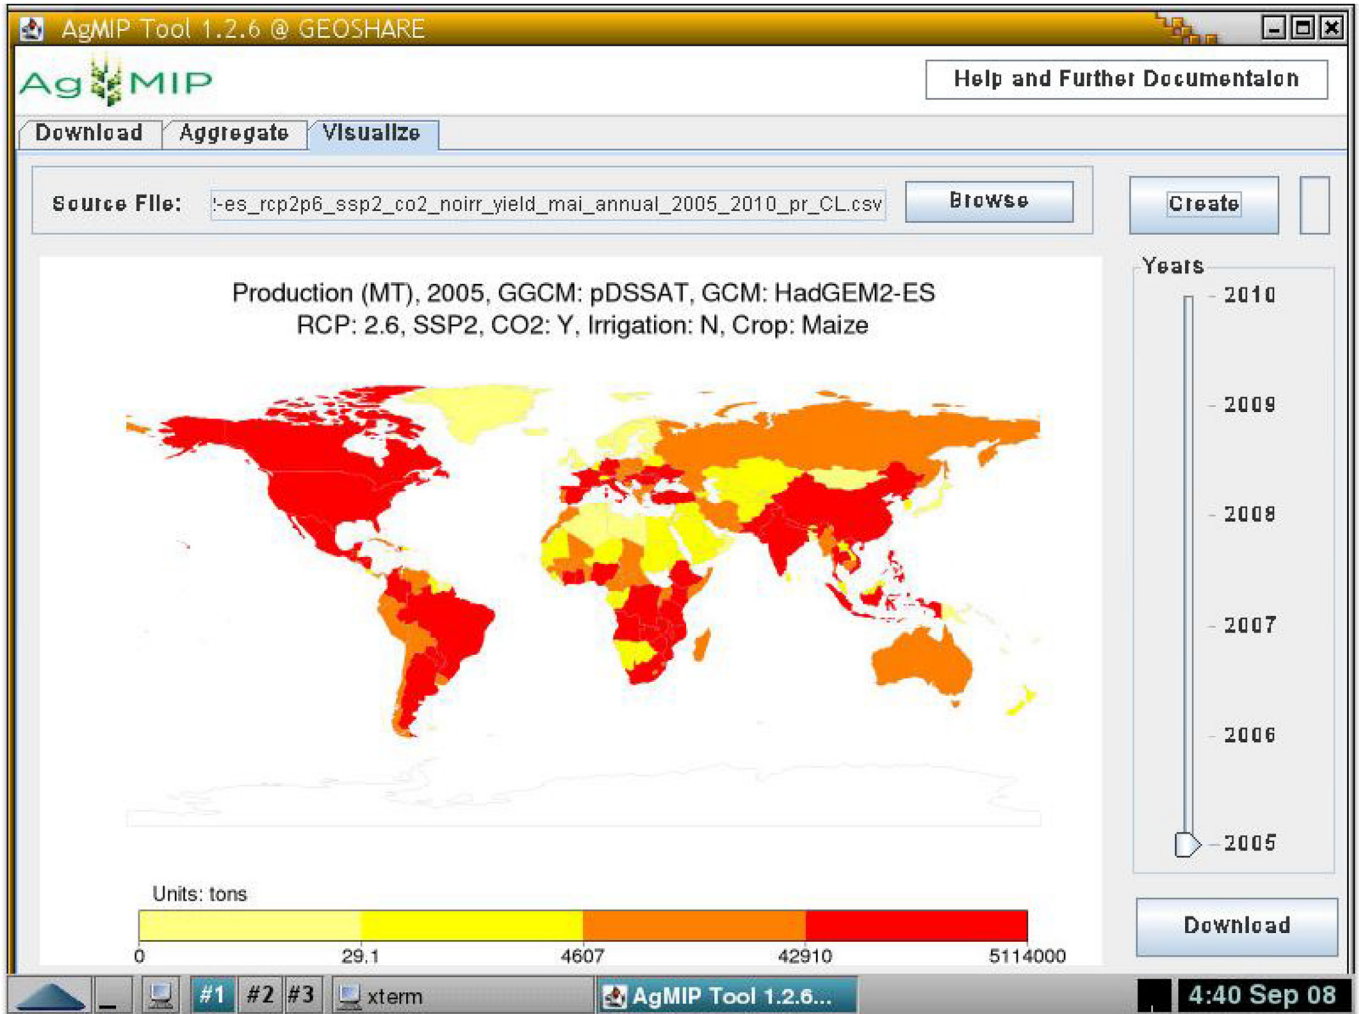 AgMIP Tool 1.2.6 @ GEOSHARE
AgMIP
Help and Further Documentaion
Download Aggregate Visualize
Source File: -es_rcp2p6_ssp2_co2_noirr_yield_mai_annual_2005_2010_pr_CL.csv Browse Create
Years
Production (MT), 2005, GGCM: pDSSAT, GCM: HadGEM2-ES
RCP: 2.6, SSP2, CO2: Y, Irrigation: N, Crop: Maize
2010
2009
2008
2007
2006
2005
Units: tons
0 29.1 4607 42910 5114000
Download
#1 #2 #3 xterm AgMIP Tool 1.2.6... 4:40 Sep 08